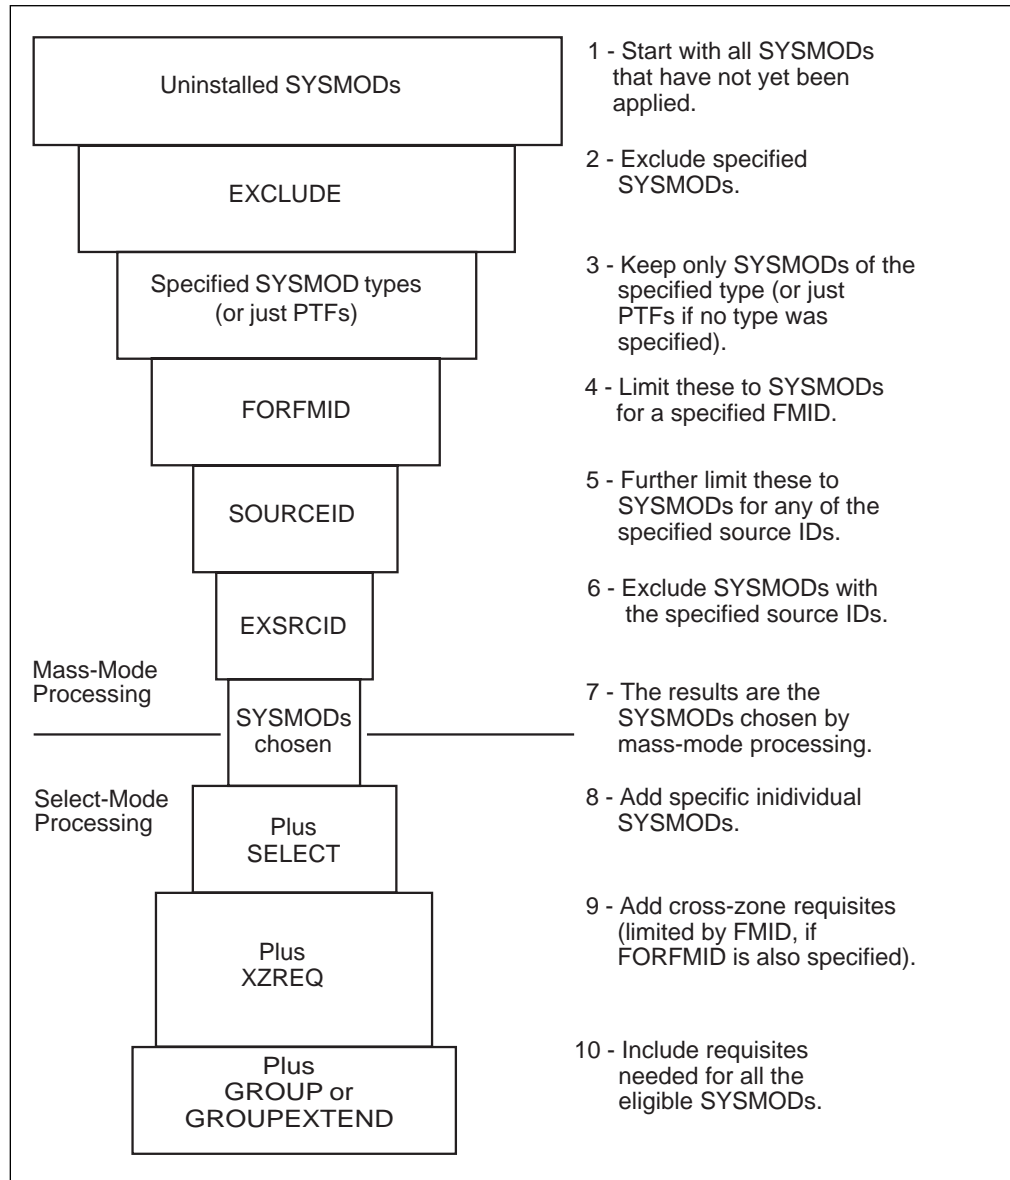 Uninstalled SYSMODs
1 - Start with all SYSMODs
that have not yet been
applied.
EXCLUDE
2 - Exclude specified
SYSMODs.
Specified SYSMOD types
(or just PTFs)
3 - Keep only SYSMODs of the
specified type (or just
PTFs if no type was
specified).
FORFMID
4 - Limit these to SYSMODs
for a specified FMID.
SOURCEID
5 - Further limit these to
SYSMODs for any of the
specified source IDs.
EXSRCID
6 - Exclude SYSMODs with
the specified source IDs.
Mass-Mode
Processing
SYSMODs
chosen
7 - The results are the
SYSMODs chosen by
mass-mode processing.
Select-Mode
Processing
Plus
SELECT
8 - Add specific inidividual
SYSMODs.
Plus
XZREQ
9 - Add cross-zone requisites
(limited by FMID, if
FORFMID is also specified).
Plus
GROUP or
GROUPEXTEND
10 - Include requisites
needed for all the
eligible SYSMODs.